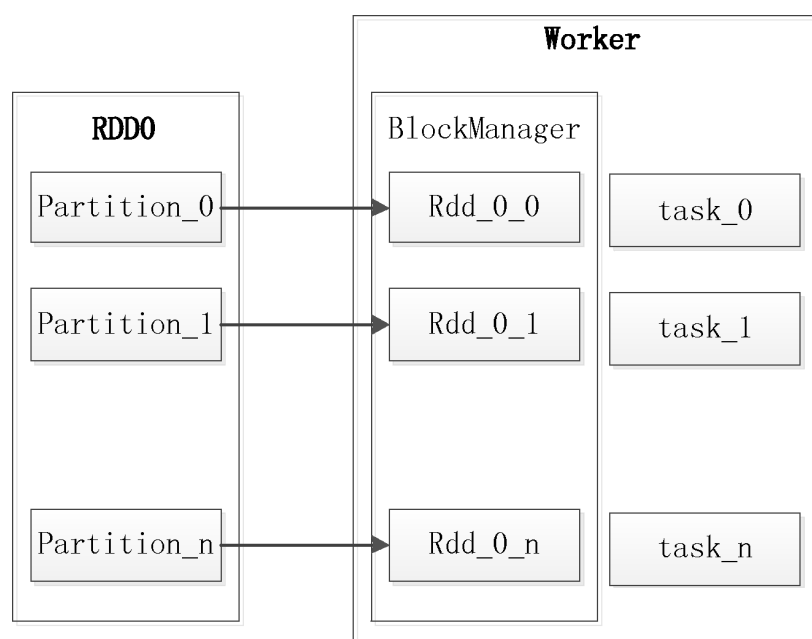 Worker
RDD0
BlockManager
Partition_0
Rdd_0_0
task_0
Partition_1
Rdd_0_1
task_1
Partition_n
Rdd_0_n
task_n